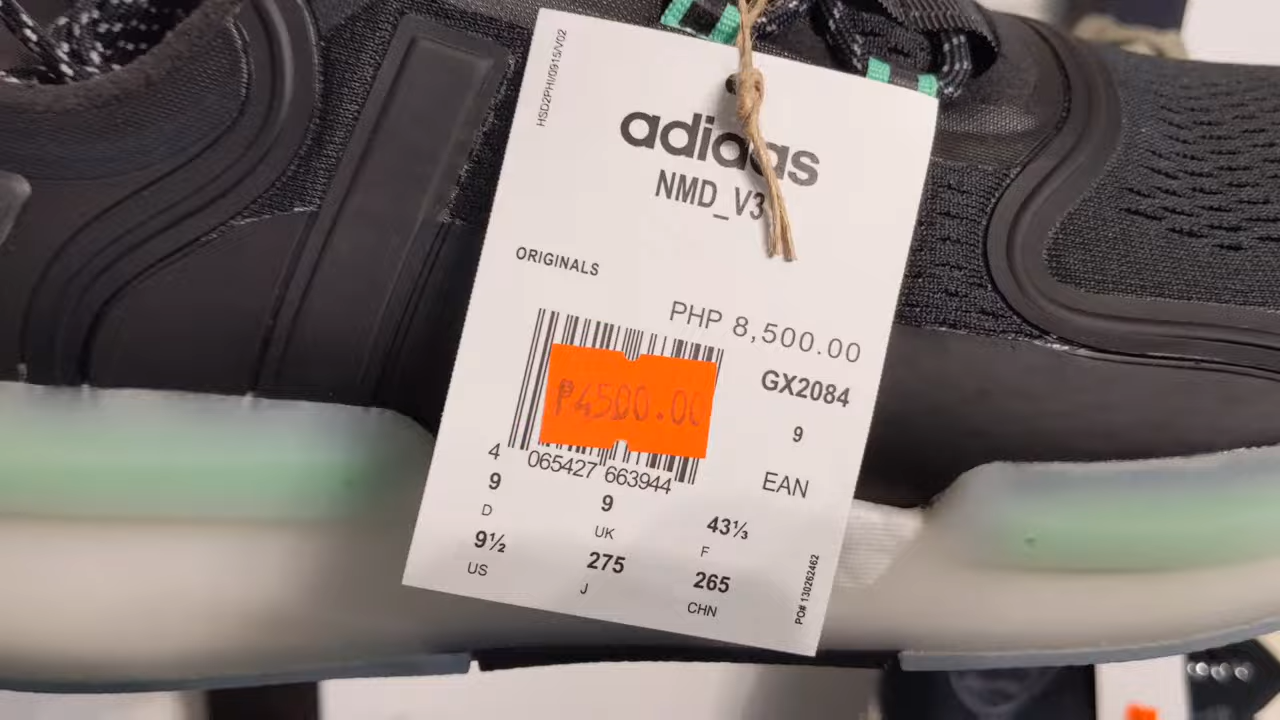 HSD2PHI/0915/V02
adidas
NMD_V3
ORIGINALS
PHP 8,500.00
₱4500.00
GX2084
9
EAN
4 065427 663944
9
D
9
UK
43⅓
F
9½
US
275
J
265
CHN
PO# 130262462